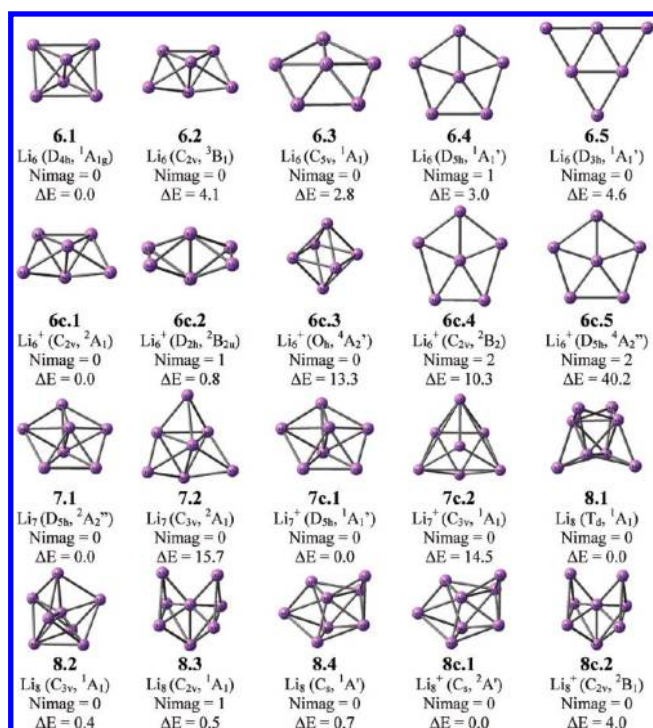 6.1 6.2 6.3 6.4 6.5
Li₆ (D₄ₕ, ¹A₁g) Li₆ (C₂ᵥ, ³B₁) Li₆ (C₅ᵥ, ¹A₁) Li₆ (D₅ₕ, ¹A₁') Li₆ (D₃ₕ, ¹A₁')
Nimag = 0 Nimag = 0 Nimag = 0 Nimag = 1 Nimag = 0
ΔE = 0.0 ΔE = 4.1 ΔE = 2.8 ΔE = 3.0 ΔE = 4.6
6c.1 6c.2 6c.3 6c.4 6c.5
Li₆⁺ (C₂ᵥ, ²A₁) Li₆⁺ (D₂ₕ, ²B₂ᵤ) Li₆⁺ (Oₕ, ⁴A₂') Li₆⁺ (C₂ᵥ, ²B₂) Li₆⁺ (D₅ₕ, ⁴A₂")
Nimag = 0 Nimag = 1 Nimag = 0 Nimag = 2 Nimag = 2
ΔE = 0.0 ΔE = 0.8 ΔE = 13.3 ΔE = 10.3 ΔE = 40.2
7.1 7.2 7c.1 7c.2 8.1
Li₇ (D₅ₕ, ²A₂") Li₇ (C₃ᵥ, ²A₁) Li₇⁺ (D₅ₕ, ¹A₁') Li₇⁺ (C₃ᵥ, ¹A₁) Li₈ (T_d, ¹A₁)
Nimag = 0 Nimag = 0 Nimag = 0 Nimag = 0 Nimag = 0
ΔE = 0.0 ΔE = 15.7 ΔE = 0.0 ΔE = 14.5 ΔE = 0.0
8.2 8.3 8.4 8c.1 8c.2
Li₈ (C₃ᵥ, ¹A₁) Li₈ (C₂ᵥ, ¹A₁) Li₈ (Cₛ, ¹A') Li₈⁺ (Cₛ, ²A') Li₈⁺ (C₂ᵥ, ²B₁)
Nimag = 0 Nimag = 1 Nimag = 0 Nimag = 0 Nimag = 0
ΔE = 0.4 ΔE = 0.5 ΔE = 0.7 ΔE = 0.0 ΔE = 4.0